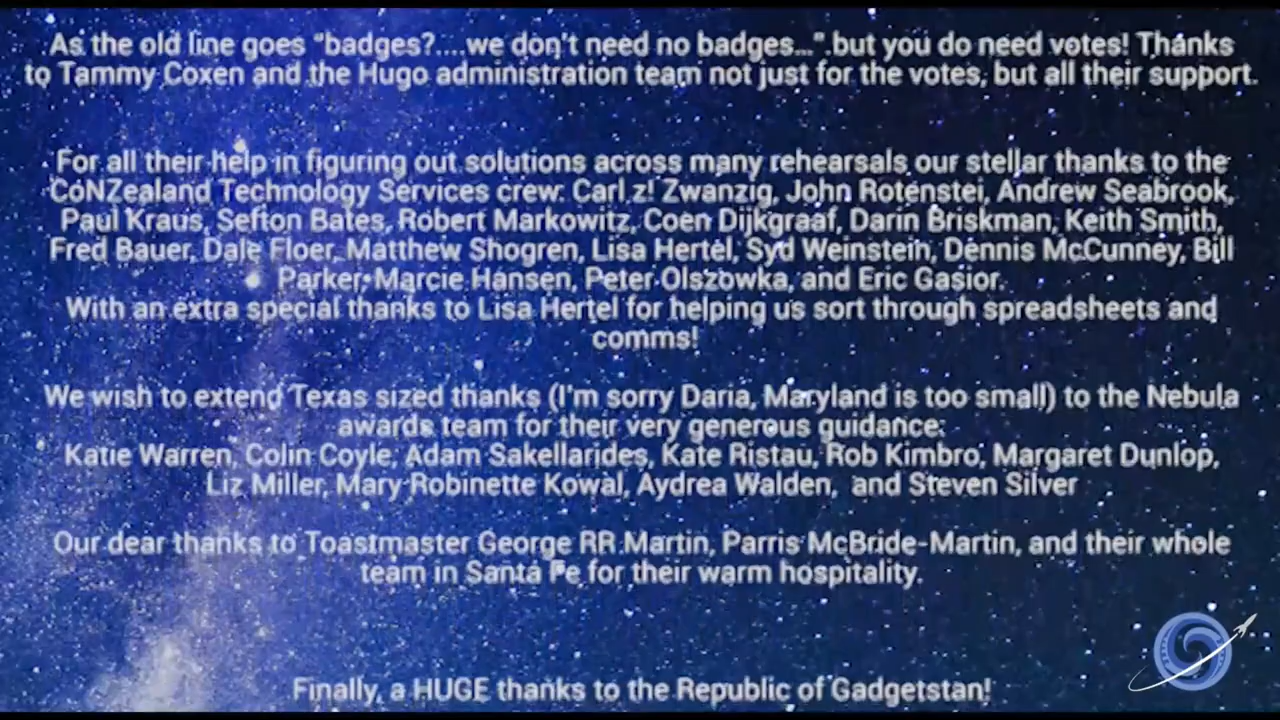 As the old line goes "badges?....we don't need no badges...".but you do need votes! Thanks
to Tammy Coxen and the Hugo administration team not just for the votes, but all their support.
For all their help in figuring out solutions across many rehearsals our stellar thanks to the
CoNZealand Technology Services crew: Carl z! Zwanzig, John Rotenstei, Andrew Seabrook,
Paul Kraus, Sefton Bates, Robert Markowitz, Coen Dijkgraaf, Darin Briskman, Keith Smith,
Fred Bauer, Dale Floer, Matthew Shogren, Lisa Hertel, Syd Weinstein, Dennis McCunney, Bill
Parker, Marcie Hansen, Peter Olszowka, and Eric Gasior.
With an extra special thanks to Lisa Hertel for helping us sort through spreadsheets and
comms!
We wish to extend Texas sized thanks (I'm sorry Daria, Maryland is too small) to the Nebula
awards team for their very generous guidance:
Katie Warren, Colin Coyle, Adam Sakellarides, Kate Ristau, Rob Kimbro, Margaret Dunlop,
Liz Miller, Mary Robinette Kowal, Aydrea Walden, and Steven Silver
Our dear thanks to Toastmaster George RR Martin, Parris McBride-Martin, and their whole
team in Santa Fe for their warm hospitality.
Finally, a HUGE thanks to the Republic of Gadgetstan!